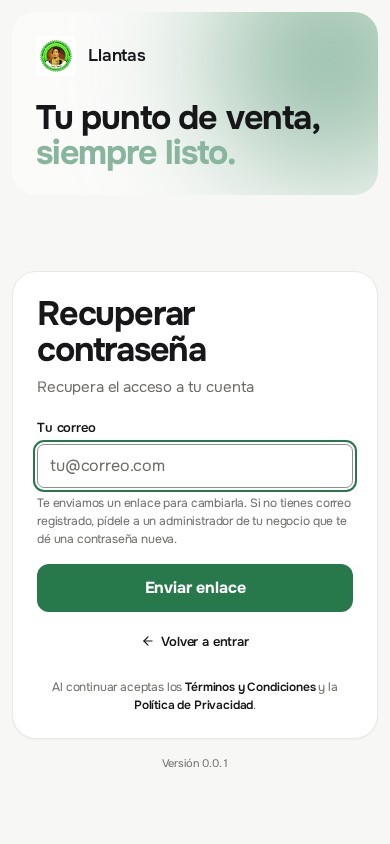 Llantas
Tu punto de venta,
siempre listo.
Recuperar
contraseña
Recupera el acceso a tu cuenta
Tu correo
tu@correo.com
Te enviamos un enlace para cambiarla. Si no tienes correo
registrado, pídele a un administrador de tu negocio que te
dé una contraseña nueva.
Enviar enlace
← Volver a entrar
Al continuar aceptas los Términos y Condiciones y la
Política de Privacidad.
Versión 0.0.1